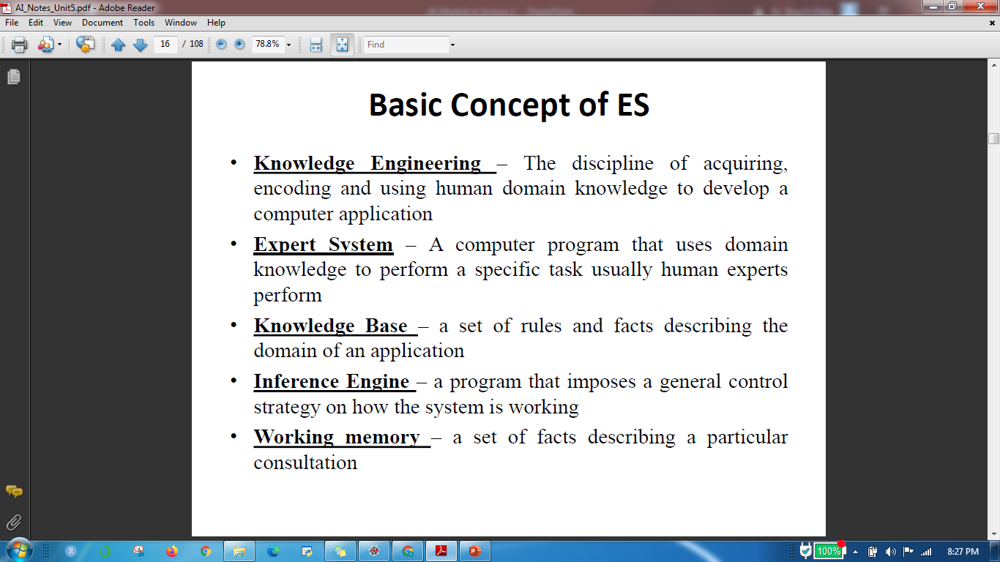 AI_Notes_Unit5.pdf - Adobe Reader
File Edit View Document Tools Window Help
16 / 108 78.8% Find
Basic Concept of ES
• Knowledge Engineering – The discipline of acquiring,
encoding and using human domain knowledge to develop a
computer application
• Expert System – A computer program that uses domain
knowledge to perform a specific task usually human experts
perform
• Knowledge Base – a set of rules and facts describing the
domain of an application
• Inference Engine – a program that imposes a general control
strategy on how the system is working
• Working memory – a set of facts describing a particular
consultation
R P 100% 8:27 PM